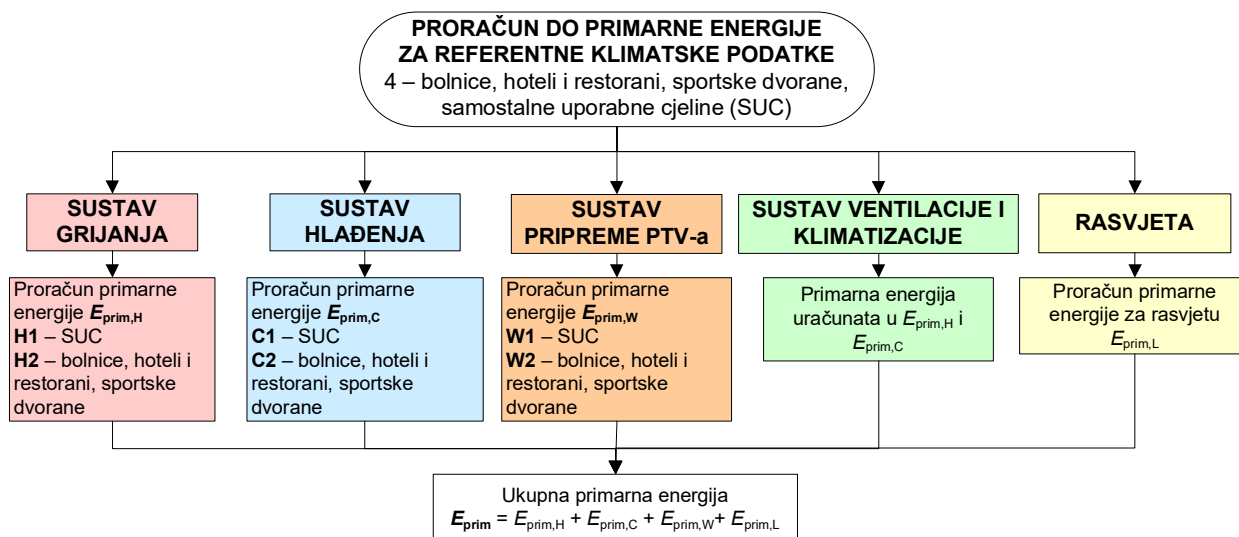 PRORAČUN DO PRIMARNE ENERGIJE
ZA REFERENTNE KLIMATSKE PODATKE
4 – bolnice, hoteli i restorani, sportske dvorane,
samostalne uporabne cjeline (SUC)
SUSTAV
GRIJANJA
SUSTAV
HLAĐENJA
SUSTAV
PRIPREME PTV-a
SUSTAV VENTILACIJE I
KLIMATIZACIJE
RASVJETA
Proračun primarne
energije Eprim,H
H1 – SUC
H2 – bolnice, hoteli i
restorani, sportske
dvorane
Proračun primarne
energije Eprim,C
C1 – SUC
C2 – bolnice, hoteli i
restorani, sportske
dvorane
Proračun primarne
energije Eprim,W
W1 – SUC
W2 – bolnice, hoteli i
restorani, sportske
dvorane
Primarna energija
uračunata u Eprim,H i
Eprim,C
Proračun primarne
energije za rasvjetu
Eprim,L
Ukupna primarna energija
Eprim = Eprim,H + Eprim,C + Eprim,W+ Eprim,L